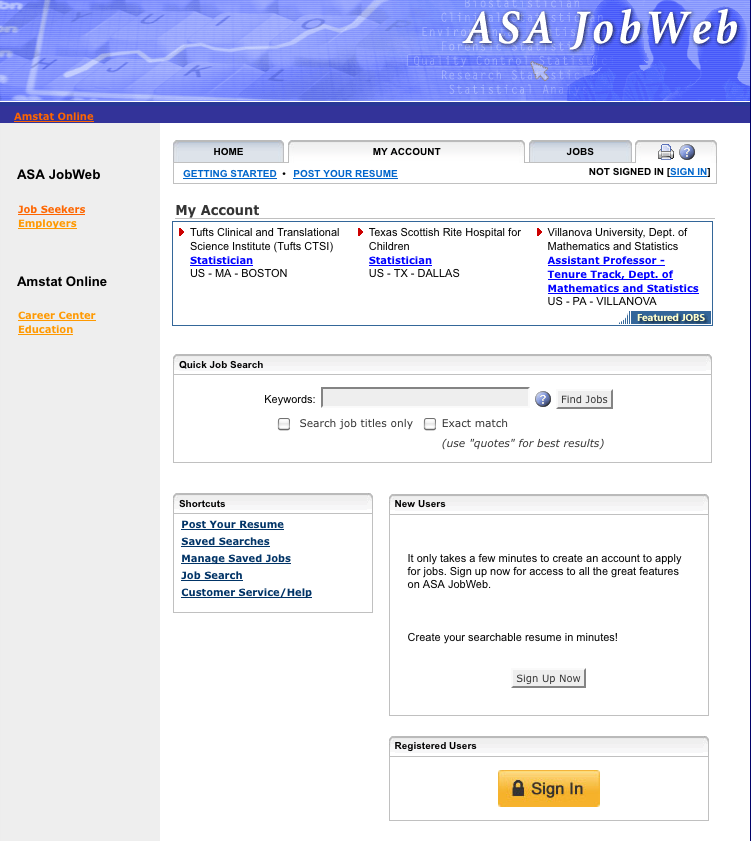 Biostatistician
ASA JobWeb
Quality Control Statis
Research Statistic
Statistical Analy
Amstat Online
ASA JobWeb
Job Seekers
Employers
Amstat Online
Career Center
Education
HOME
MY ACCOUNT
JOBS
GETTING STARTED • POST YOUR RESUME
NOT SIGNED IN [SIGN IN]
My Account
Tufts Clinical and Translational
Science Institute (Tufts CTSI)
Statistician
US - MA - BOSTON
Texas Scottish Rite Hospital for
Children
Statistician
US - TX - DALLAS
Villanova University, Dept. of
Mathematics and Statistics
Assistant Professor -
Tenure Track, Dept. of
Mathematics and Statistics
US - PA - VILLANOVA
Featured JOBS
Quick Job Search
Keywords:
? Find Jobs
Search job titles only
Exact match
(use "quotes" for best results)
Shortcuts
Post Your Resume
Saved Searches
Manage Saved Jobs
Job Search
Customer Service/Help
New Users
It only takes a few minutes to create an account to apply
for jobs. Sign up now for access to all the great features
on ASA JobWeb.
Create your searchable resume in minutes!
Sign Up Now
Registered Users
Sign In